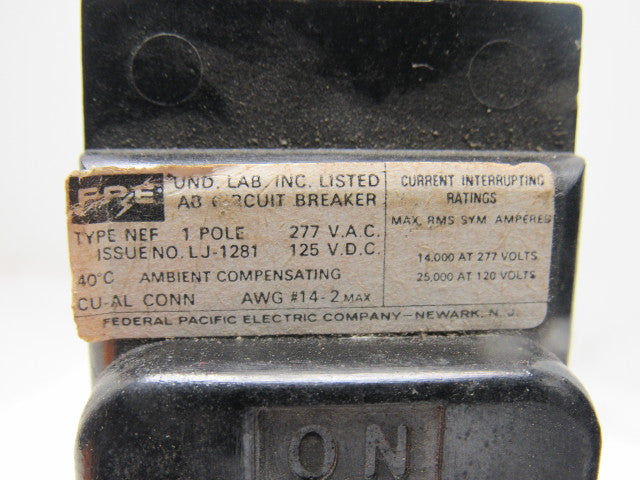 FPE UND. LAB. INC. LISTED
AB CIRCUIT BREAKER
TYPE NEF 1 POLE 277 V.A.C.
ISSUE NO. LJ-1281 125 V.D.C.
40°C AMBIENT COMPENSATING
CU-AL CONN AWG #14-2 MAX
CURRENT INTERRUPTING
RATINGS
MAX. RMS SYM. AMPERES
14,000 AT 277 VOLTS
25,000 AT 120 VOLTS
FEDERAL PACIFIC ELECTRIC COMPANY—NEWARK, N. J.
ON